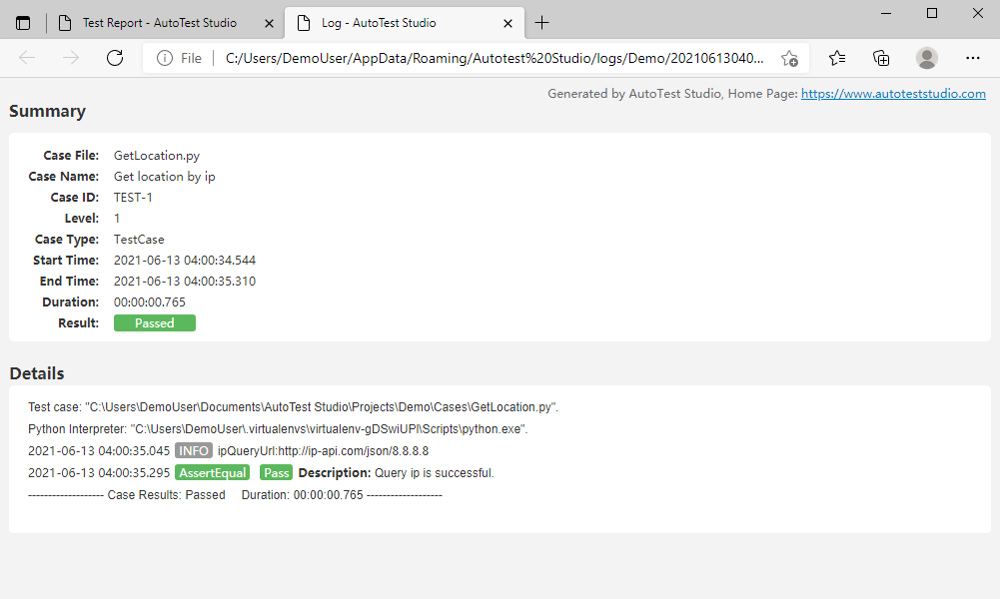 Test Report - AutoTest Studio
Log - AutoTest Studio
File C:/Users/DemoUser/AppData/Roaming/Autotest%20Studio/logs/Demo/20210613040...
Generated by AutoTest Studio, Home Page: https://www.autoteststudio.com
Summary
Case File: GetLocation.py
Case Name: Get location by ip
Case ID: TEST-1
Level: 1
Case Type: TestCase
Start Time: 2021-06-13 04:00:34.544
End Time: 2021-06-13 04:00:35.310
Duration: 00:00:00.765
Result: Passed
Details
Test case: "C:\Users\DemoUser\Documents\AutoTest Studio\Projects\Demo\Cases\GetLocation.py".
Python Interpreter: "C:\Users\DemoUser\.virtualenvs\virtualenv-gDSwiUPl\Scripts\python.exe".
2021-06-13 04:00:35.045 INFO ipQueryUrl:http://ip-api.com/json/8.8.8.8
2021-06-13 04:00:35.295 AssertEqual Pass Description: Query ip is successful.
------------------- Case Results: Passed Duration: 00:00:00.765 -------------------